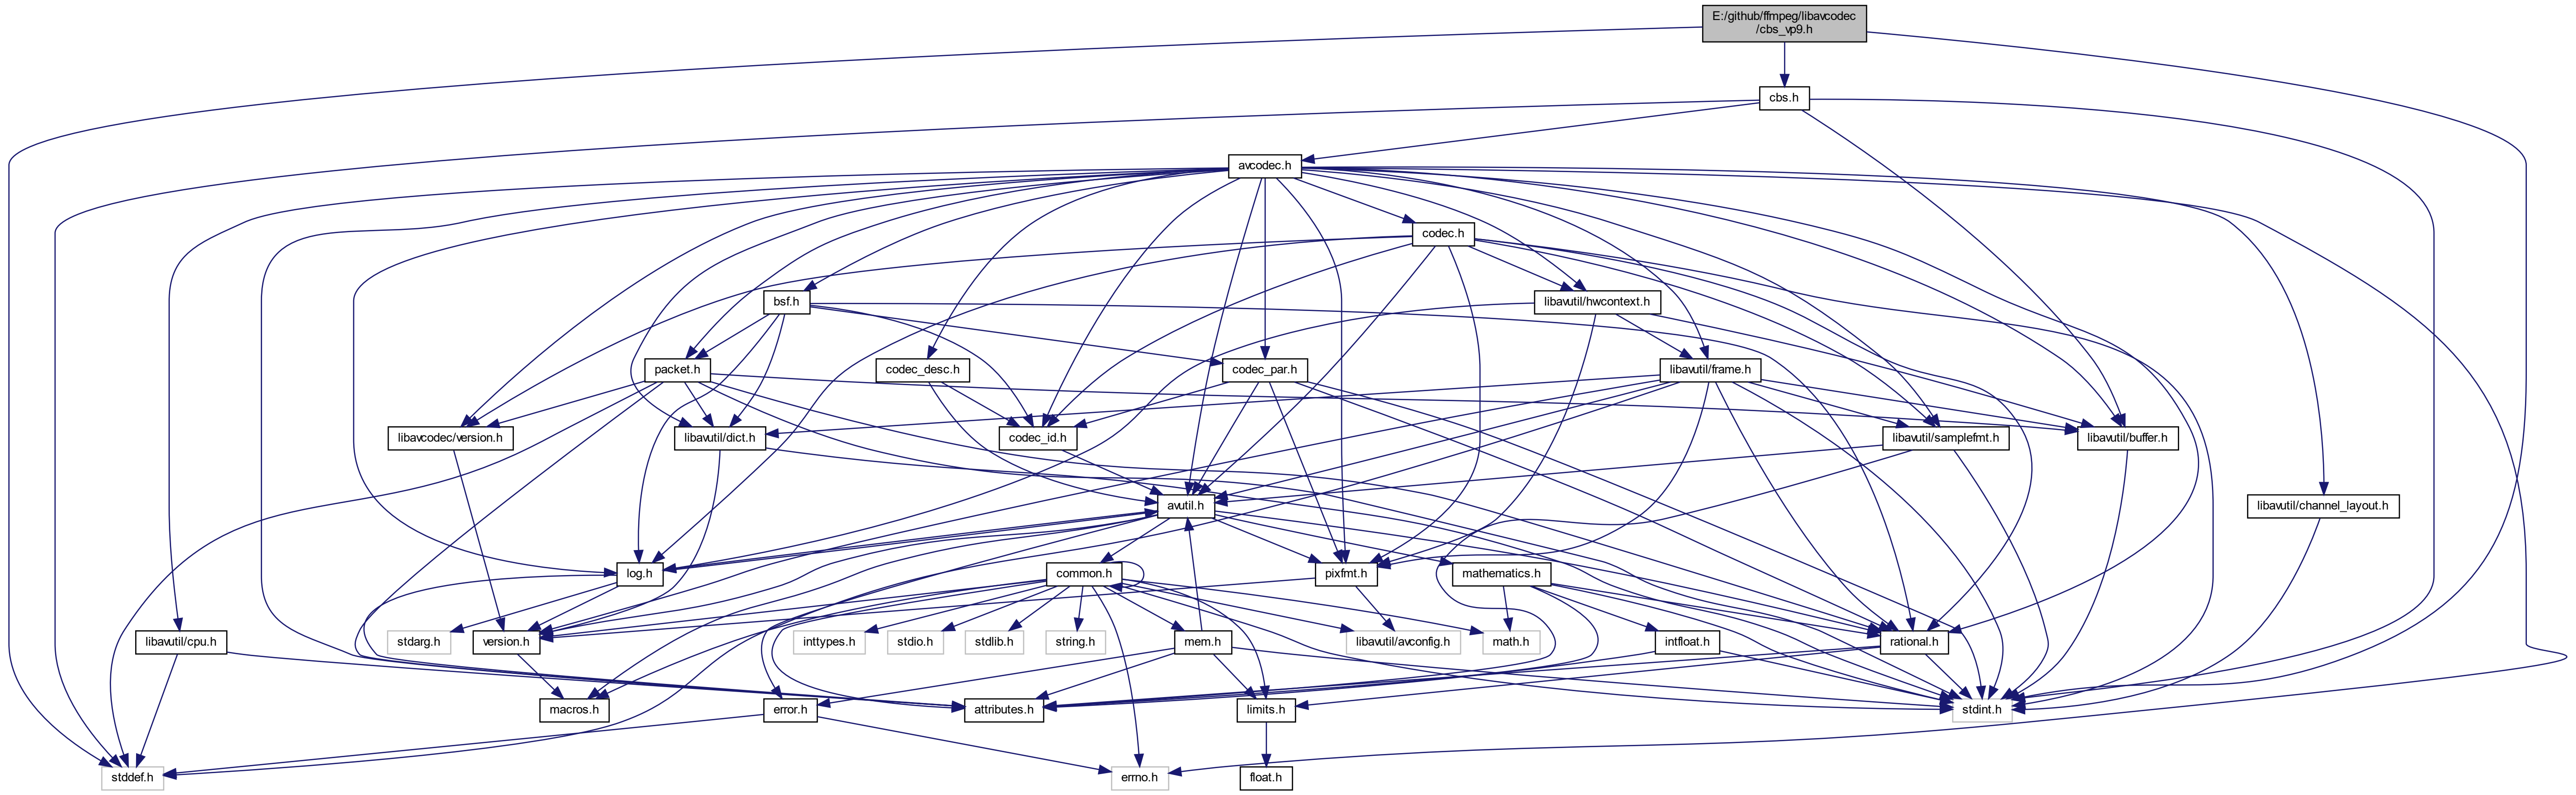 E:/github/ffmpeg/libavcodec
/cbs_vp9.h
cbs.h
avcodec.h
codec.h
bsf.h
libavutil/hwcontext.h
packet.h
codec_desc.h
codec_par.h
libavutil/frame.h
libavcodec/version.h
libavutil/dict.h
codec_id.h
libavutil/samplefmt.h
libavutil/buffer.h
avutil.h
libavutil/channel_layout.h
log.h
common.h
pixfmt.h
mathematics.h
libavutil/cpu.h
stdarg.h
version.h
inttypes.h
stdio.h
stdlib.h
string.h
mem.h
libavutil/avconfig.h
math.h
intfloat.h
rational.h
macros.h
error.h
attributes.h
limits.h
stdint.h
stddef.h
errno.h
float.h